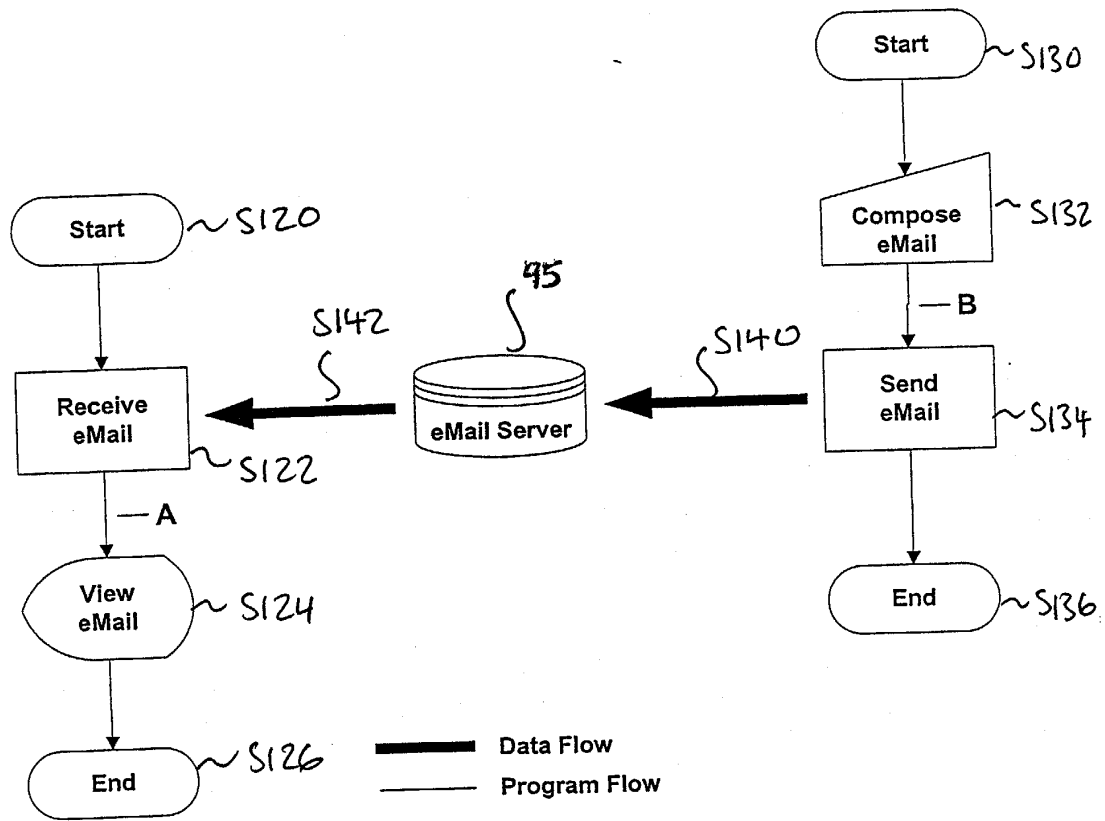 Start
S130
Compose
eMail
S132
B
Send
eMail
S134
End
S136
S140
95
eMail Server
S142
Start
S120
Receive
eMail
S122
A
View
eMail
S124
End
S126
Data Flow
Program Flow